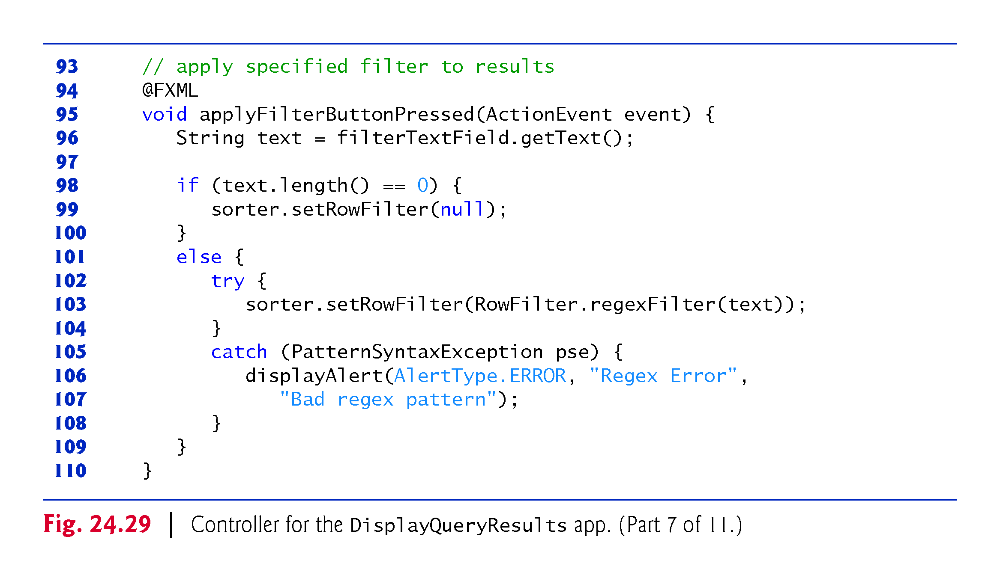 93 // apply specified filter to results
94 @FXML
95 void applyFilterButtonPressed(ActionEvent event) {
96 String text = filterTextField.getText();
97
98 if (text.length() == 0) {
99 sorter.setRowFilter(null);
100 }
101 else {
102 try {
103 sorter.setRowFilter(RowFilter.regexFilter(text));
104 }
105 catch (PatternSyntaxException pse) {
106 displayAlert(AlertType.ERROR, "Regex Error",
107 "Bad regex pattern");
108 }
109 }
110 }
Fig. 24.29 | Controller for the DisplayQueryResults app. (Part 7 of 11.)